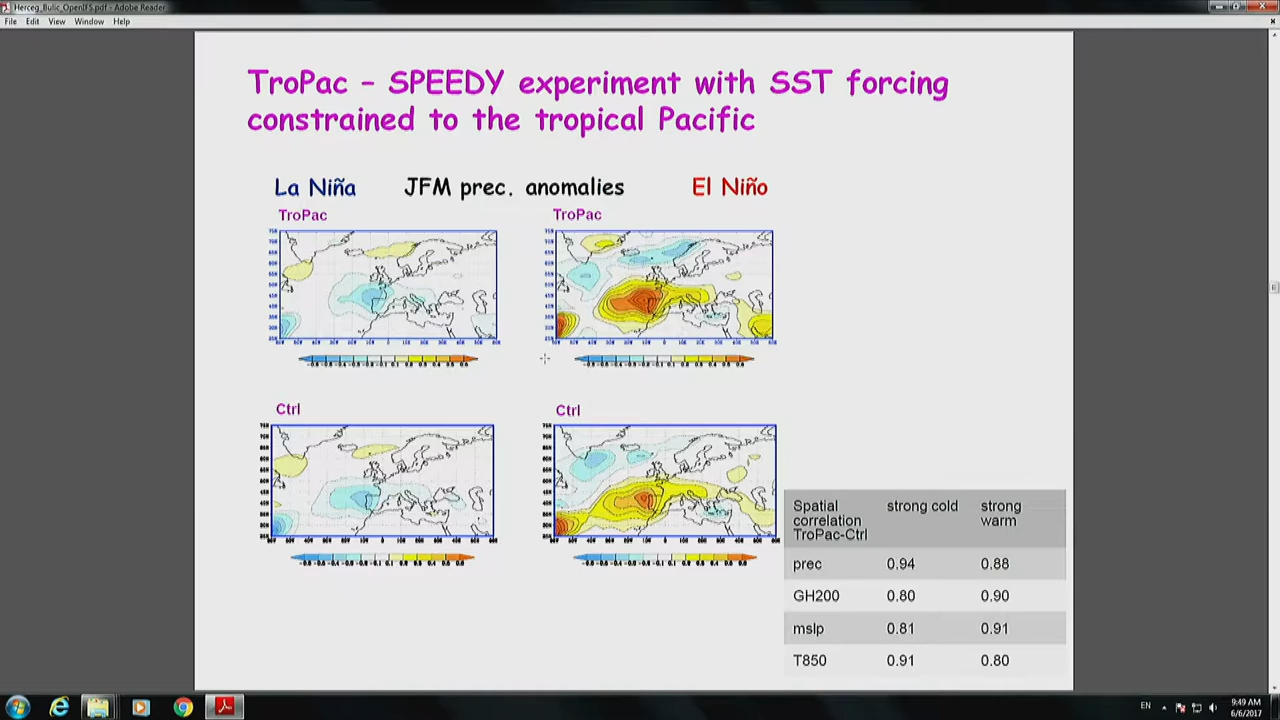 Herceg_Bulic_OpenIFS.pdf - Adobe Reader
File Edit View Window Help
TroPac – SPEEDY experiment with SST forcing
constrained to the tropical Pacific
La Niña JFM prec. anomalies El Niño
TroPac TroPac
Ctrl Ctrl
Spatial correlation TroPac-Ctrl strong cold strong warm
prec 0.94 0.88
GH200 0.80 0.90
mslp 0.81 0.91
T850 0.91 0.80
EN 9:49 AM
6/6/2017